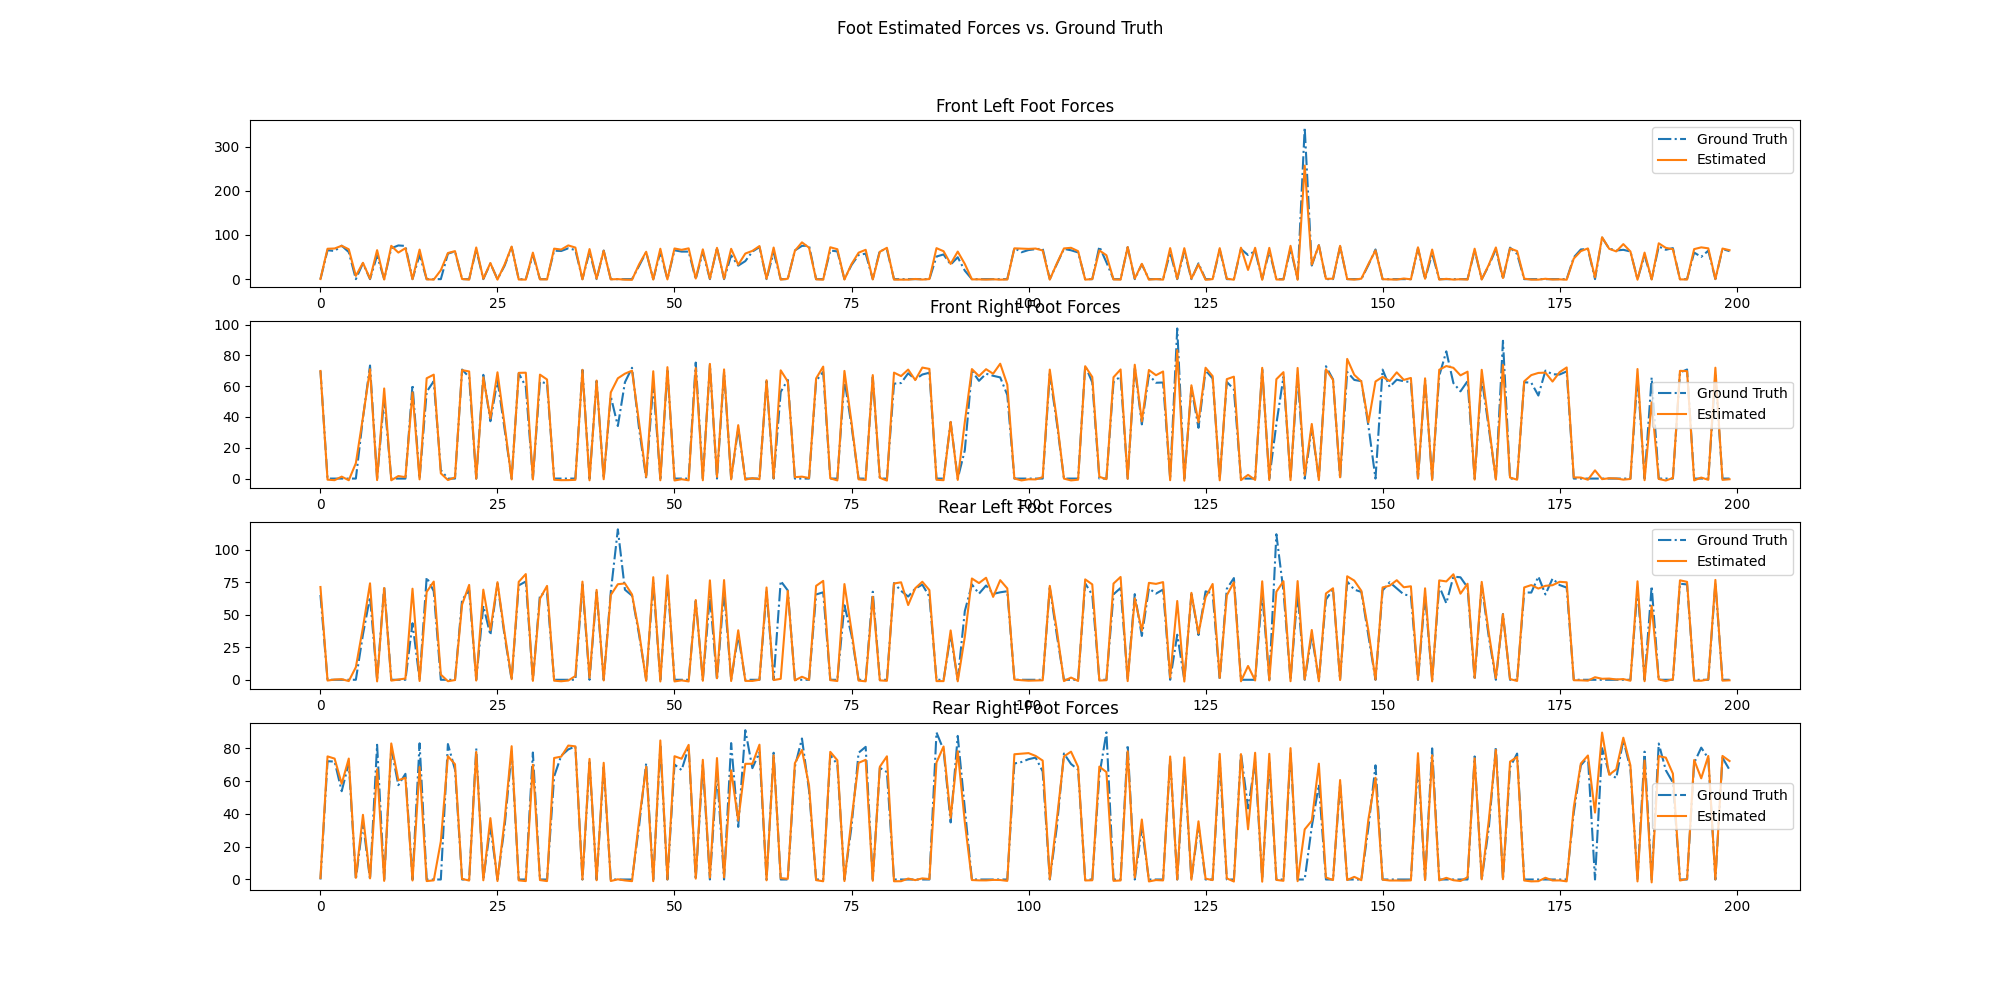 Foot Estimated Forces vs. Ground Truth
Front Left Foot Forces
300
200
100
0
Ground Truth
Estimated
0 25 50 75 100 125 150 175 200
Front Right Foot Forces
100
80
60
40
20
0
Ground Truth
Estimated
0 25 50 75 100 125 150 175 200
Rear Left Foot Forces
100
75
50
25
0
Ground Truth
Estimated
0 25 50 75 100 125 150 175 200
Rear Right Foot Forces
80
60
40
20
0
Ground Truth
Estimated
0 25 50 75 100 125 150 175 200